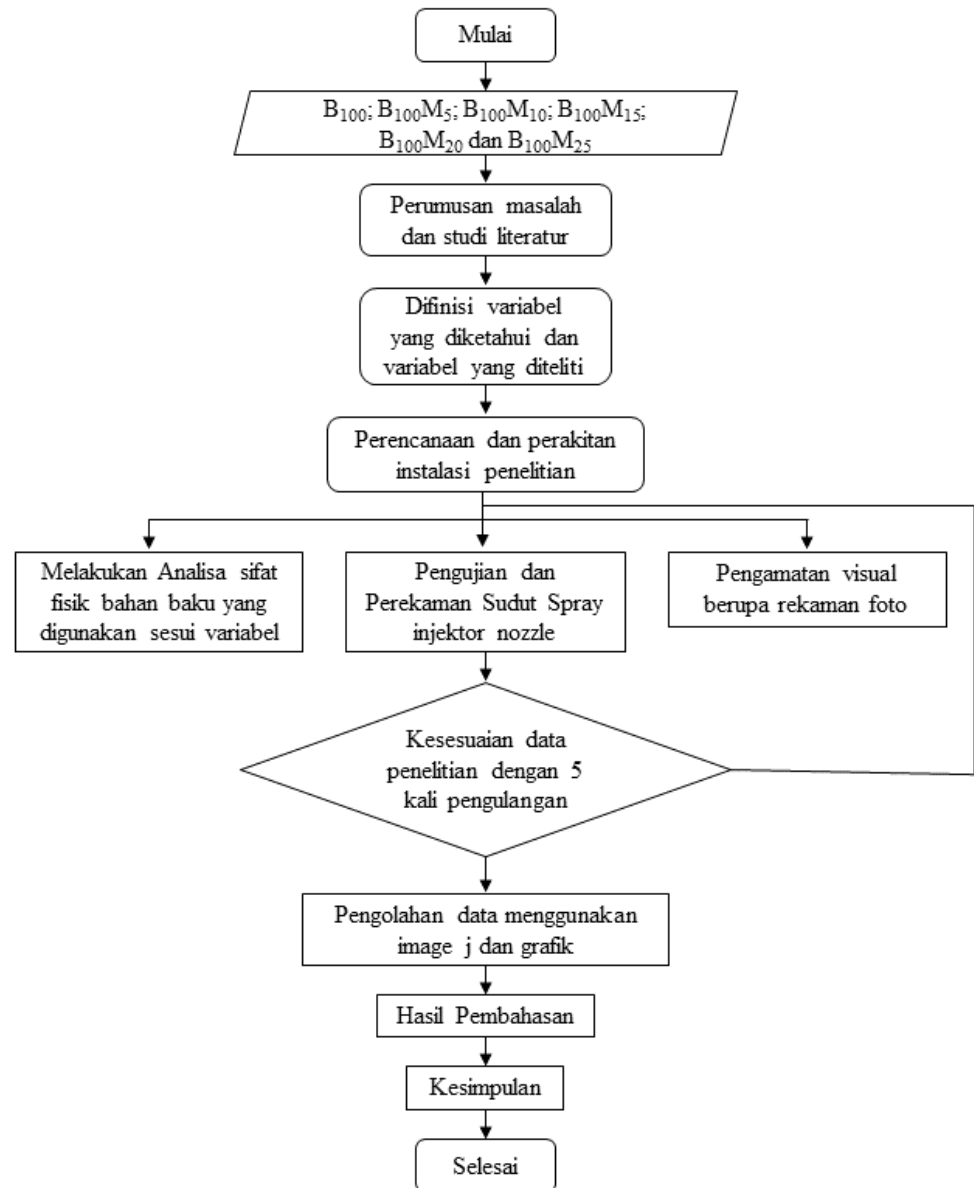 Mulai
B₁₀₀; B₁₀₀M₅; B₁₀₀M₁₀; B₁₀₀M₁₅;
B₁₀₀M₂₀ dan B₁₀₀M₂₅
Perumusan masalah
dan studi literatur
Difinisi variabel
yang diketahui dan
variabel yang diteliti
Perencanaan dan perakitan
instalasi penelitian
Melakukan Analisa sifat
fisik bahan baku yang
digunakan sesui variabel
Pengujian dan
Perekaman Sudut Spray
injektor nozzle
Pengamatan visual
berupa rekaman foto
Kesesuaian data
penelitian dengan 5
kali pengulangan
Pengolahan data menggunakan
image j dan grafik
Hasil Pembahasan
Kesimpulan
Selesai